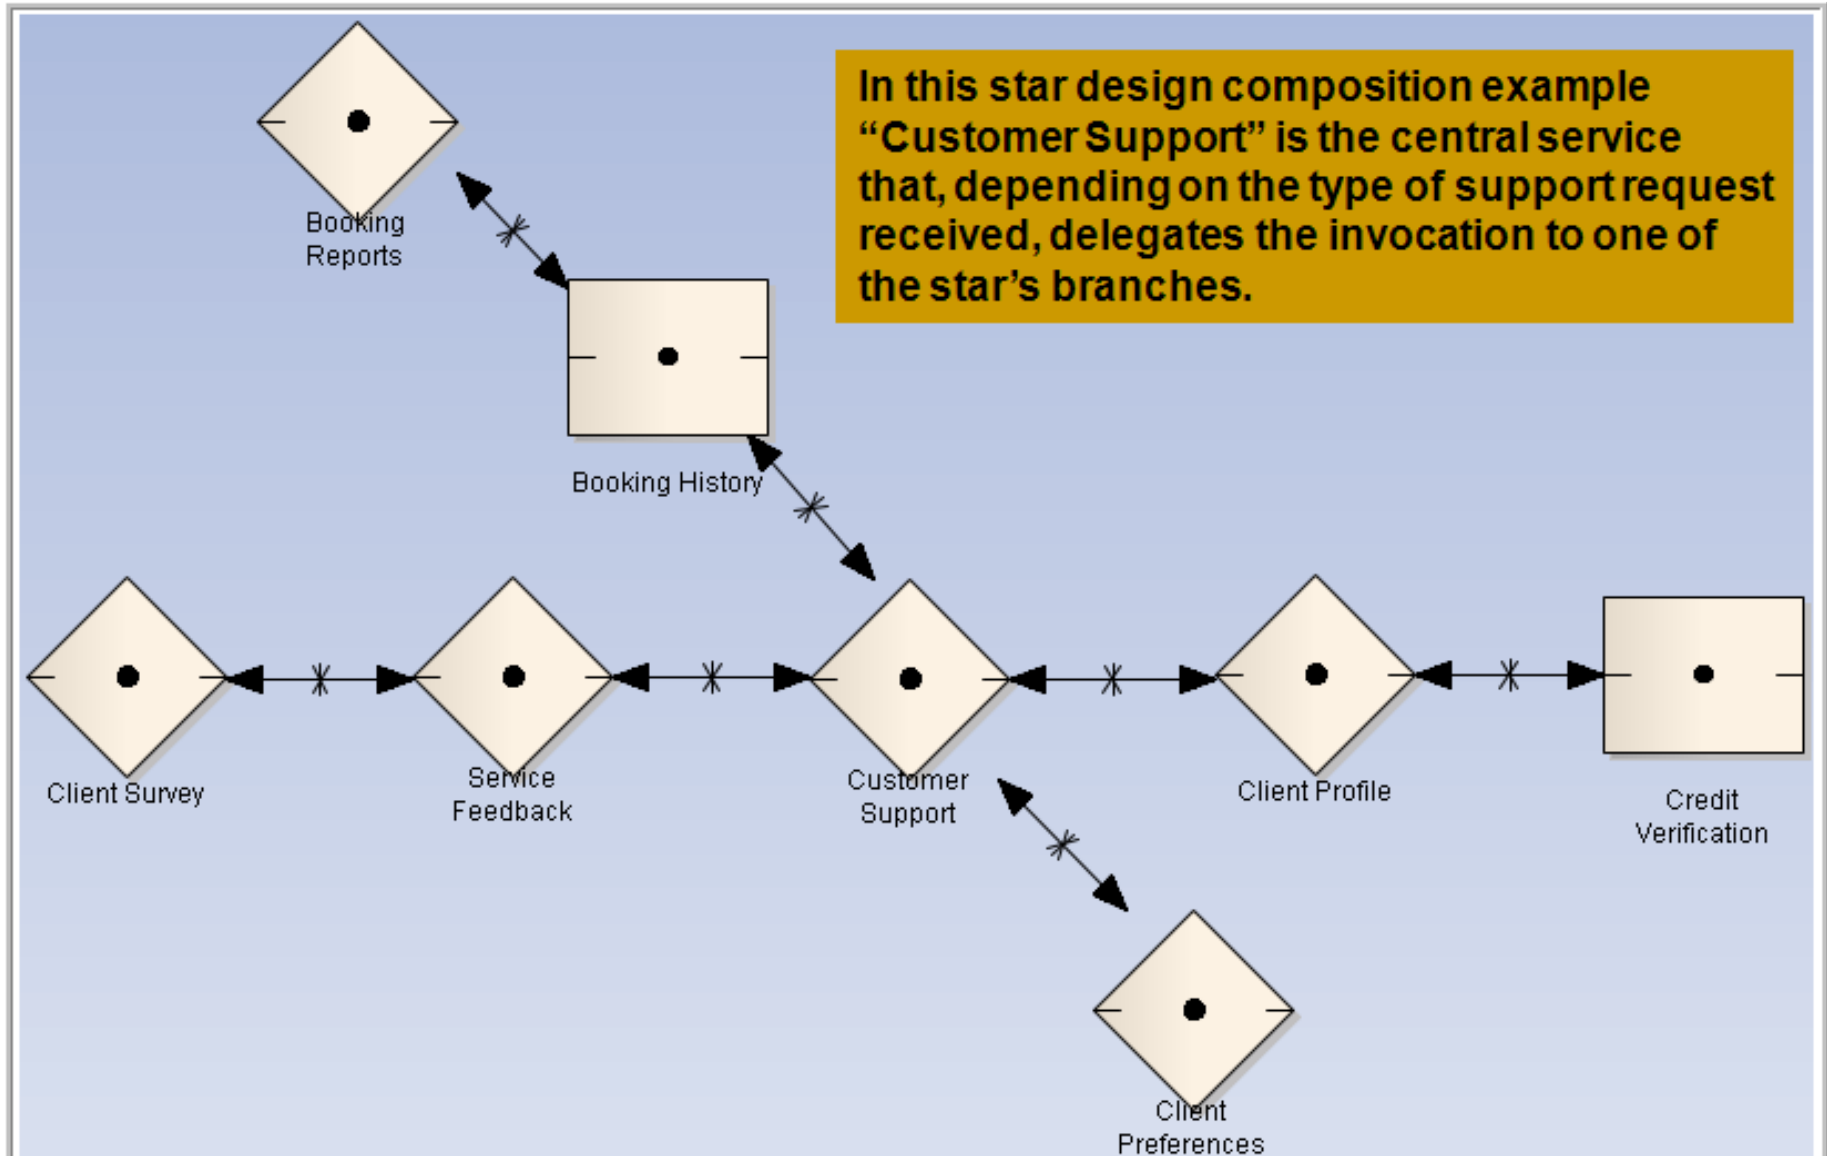 In this star design composition example
“Customer Support” is the central service
that, depending on the type of support request
received, delegates the invocation to one of
the star’s branches.
Booking
Reports
Booking History
Client Survey
Service
Feedback
Customer
Support
Client Profile
Credit
Verification
Client
Preferences